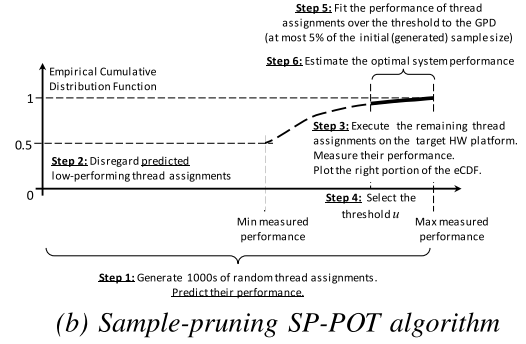 Step 5: Fit the performance of thread
assignments over the threshold to the GPD
(at most 5% of the initial (generated) sample size)
Step 6: Estimate the optimal system performance
Empirical Cumulative
Distribution Function
1
Step 3: Execute the remaining thread
assignments on the target HW platform.
Measure their performance.
Plot the right portion of the eCDF.
0.5
Step 2: Disregard predicted
low-performing thread assignments
0
Step 4: Select the
threshold u
Min measured
performance
Max measured
performance
Step 1: Generate 1000s of random thread assignments.
Predict their performance.
(b) Sample-pruning SP-POT algorithm